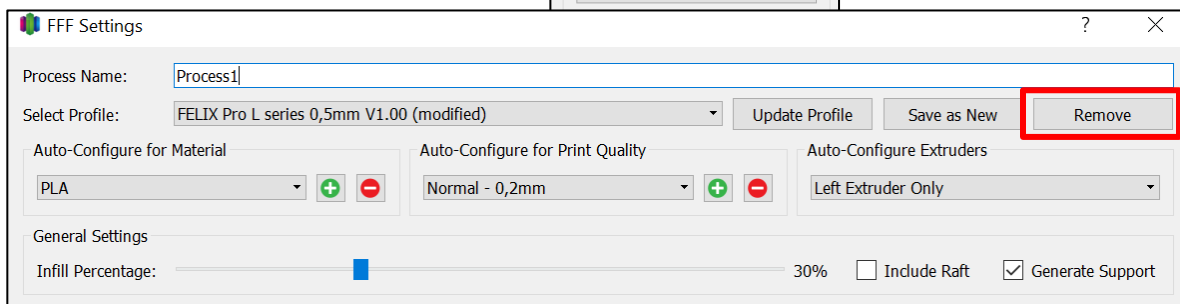 FFF Settings ?
Process Name: Process1
Select Profile: FELIX Pro L series 0,5mm V1.00 (modified) Update Profile Save as New Remove
Auto-Configure for Material Auto-Configure for Print Quality Auto-Configure Extruders
PLA Normal - 0,2mm Left Extruder Only
General Settings
Infill Percentage: 30% Include Raft Generate Support